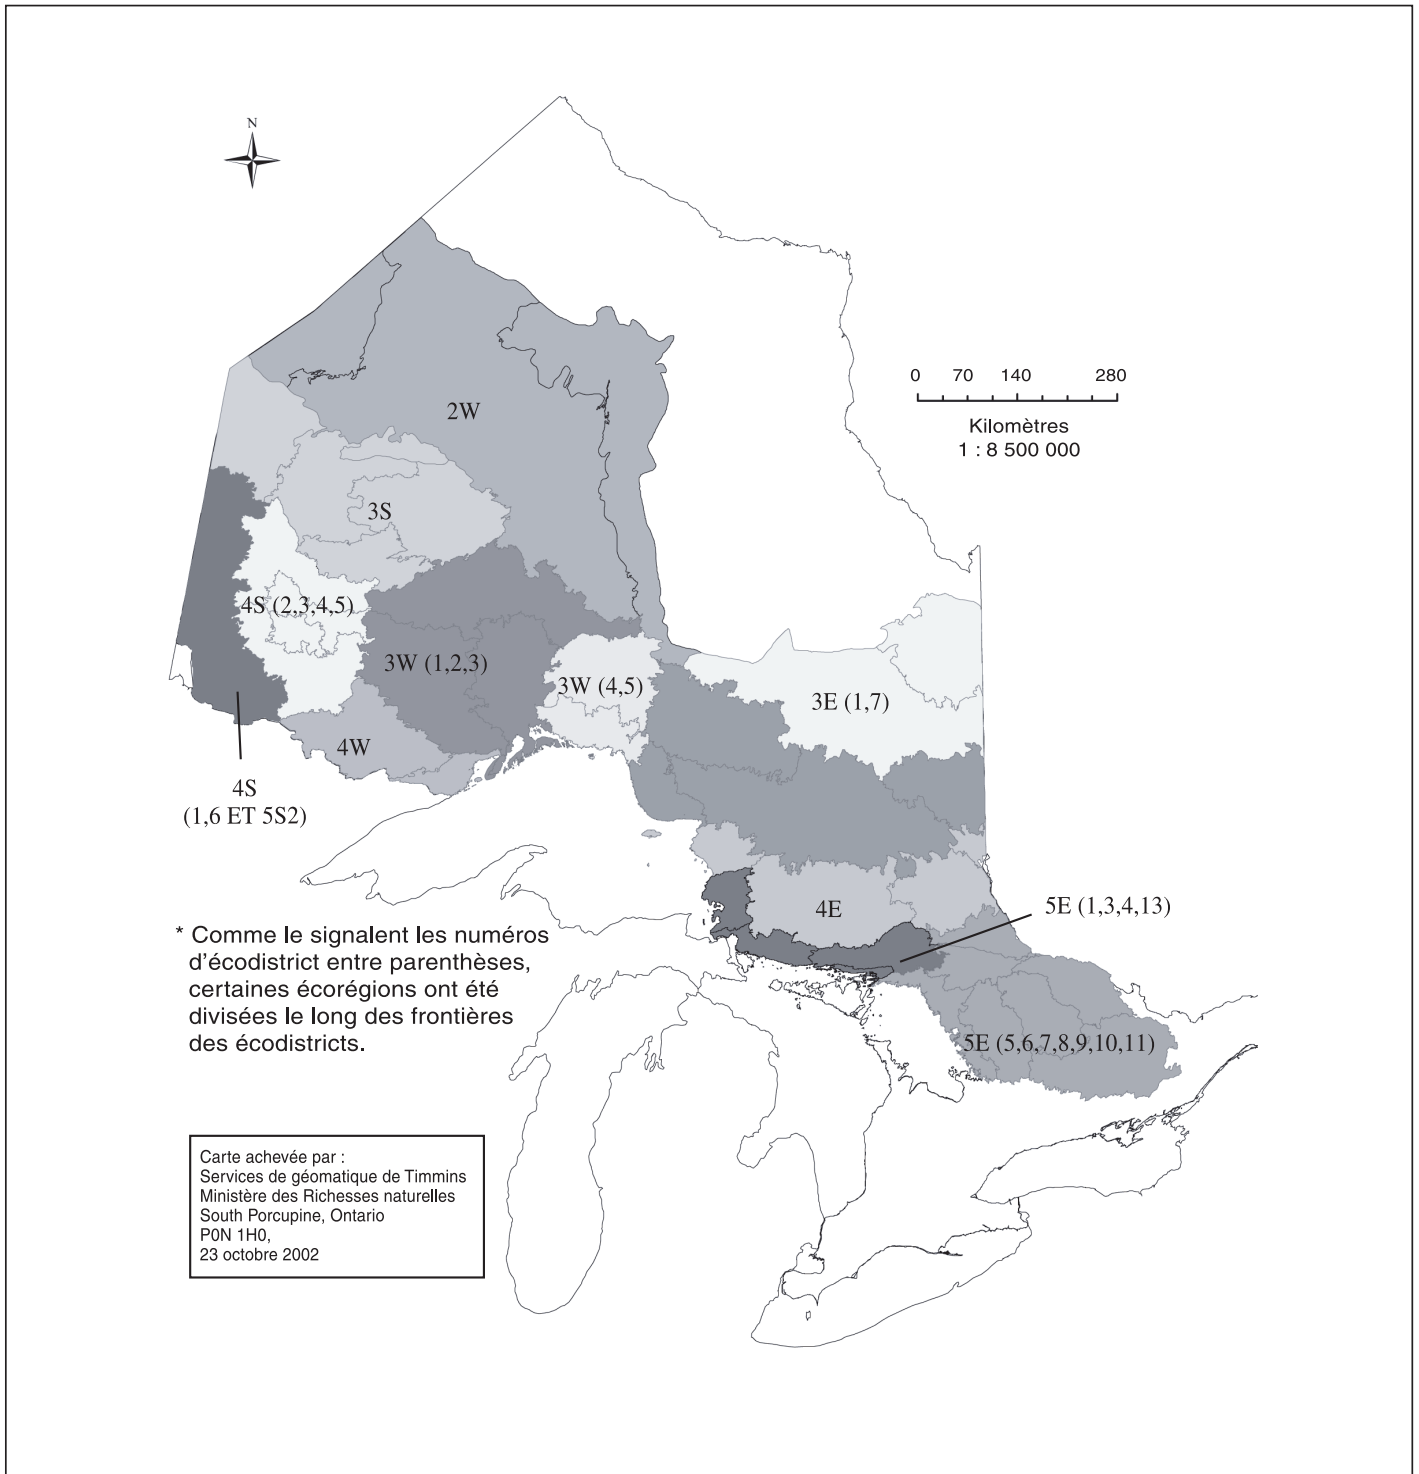 N
0 70 140 280
Kilomètres
1 : 8 500 000
2W
3S
4S (2,3,4,5)
3W (1,2,3)
3W (4,5)
3E (1,7)
4W
4S
(1,6 ET 5S2)
4E
5E (1,3,4,13)
5E (5,6,7,8,9,10,11)
* Comme le signalent les numéros
d'écodistrict entre parenthèses,
certaines écorégions ont été
divisées le long des frontières
des écodistricts.
Carte achevée par :
Services de géomatique de Timmins
Ministère des Richesses naturelles
South Porcupine, Ontario
P0N 1H0,
23 octobre 2002